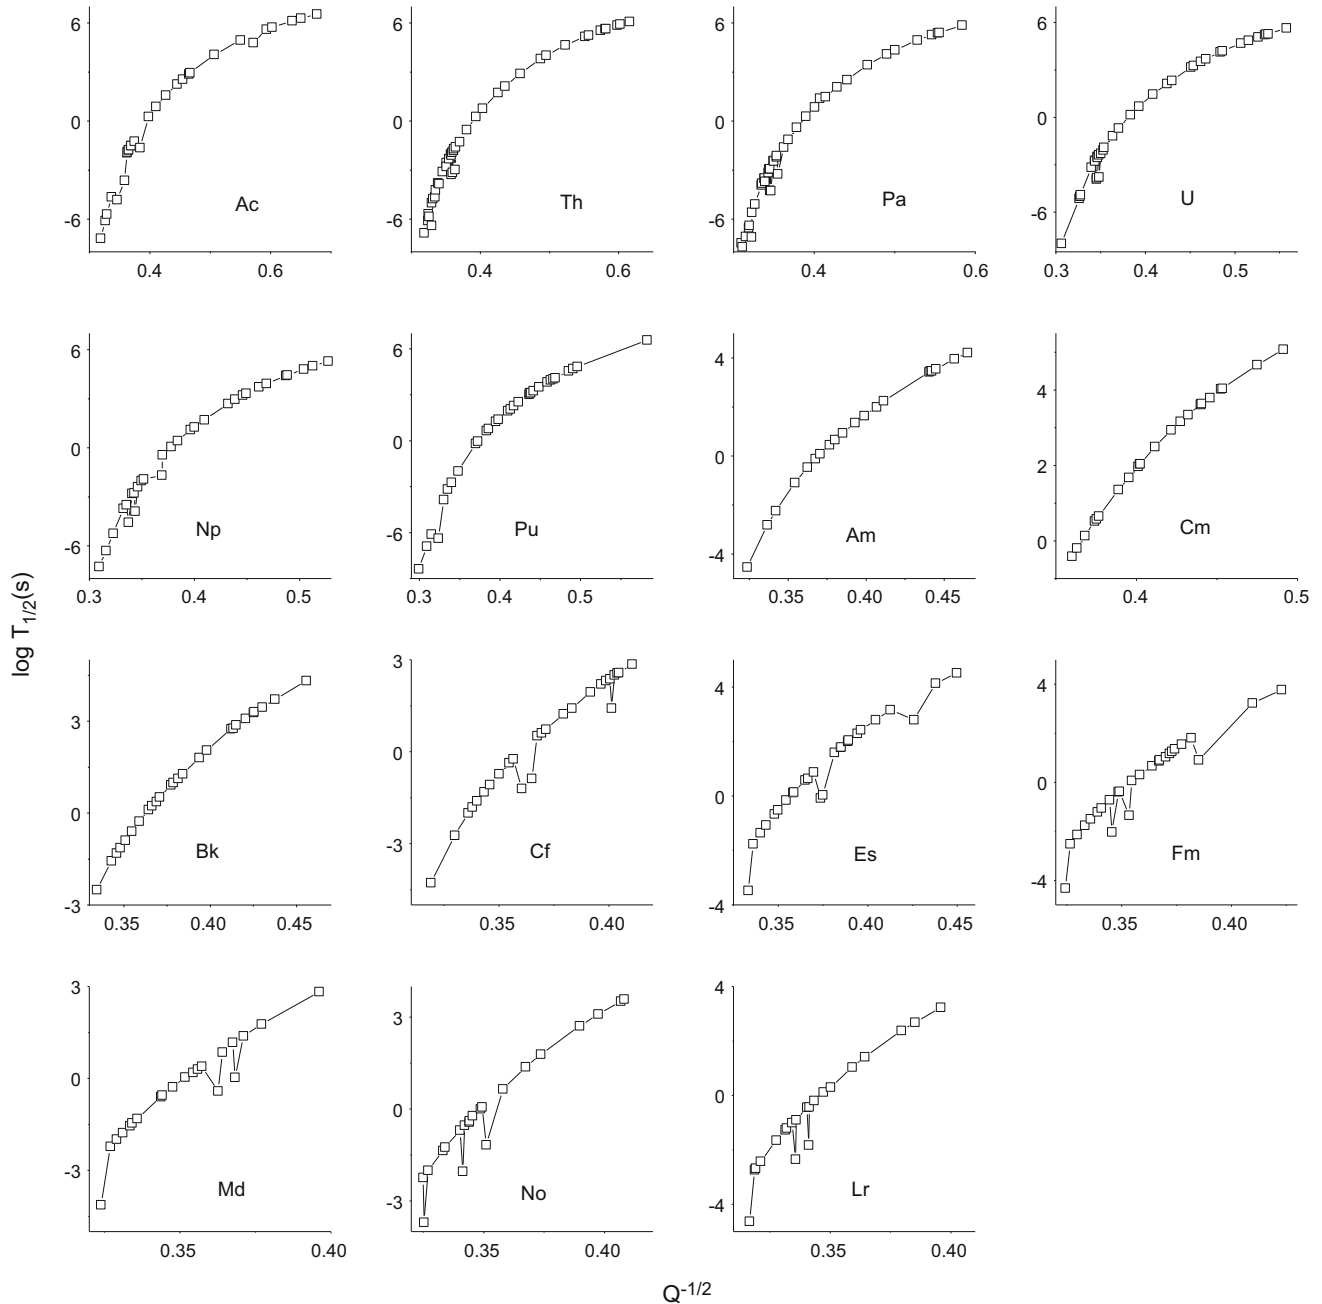 6 6 6 6
0 0 0 0
Ac Th Pa U
-6 -6 -6 -6
0.4 0.6 0.4 0.6 0.4 0.6 0.3 0.4 0.5
6 6 4 4
0 0 0 2
Np Pu Am Cm
-6 -6 -4 0
0.3 0.4 0.5 0.3 0.4 0.5 0.35 0.40 0.45 0.4 0.5
log T1/2(s)
3 3 4 4
0 0 0 0
Bk Cf Es Fm
-3 -3 -4 -4
0.35 0.40 0.45 0.35 0.40 0.35 0.40 0.45 0.35 0.40
3 3 4
0 0 0
Md No Lr
-3 -3 -4
0.35 0.40 0.35 0.40 0.35 0.40
Q-1/2